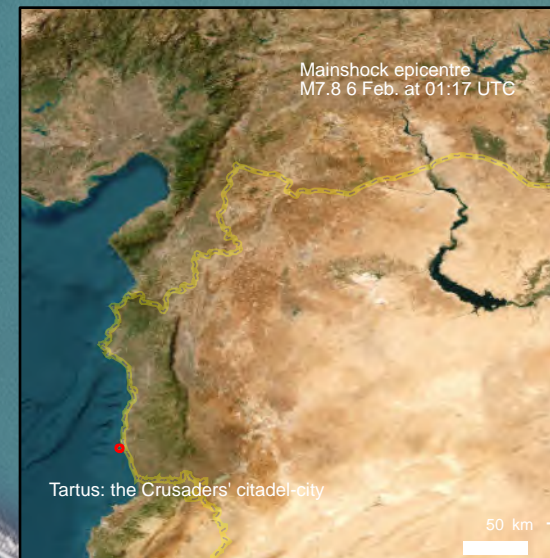 Mainshock epicentre
M7.8 6 Feb. at 01:17 UTC
Tartus: the Crusaders' citadel-city
50 km